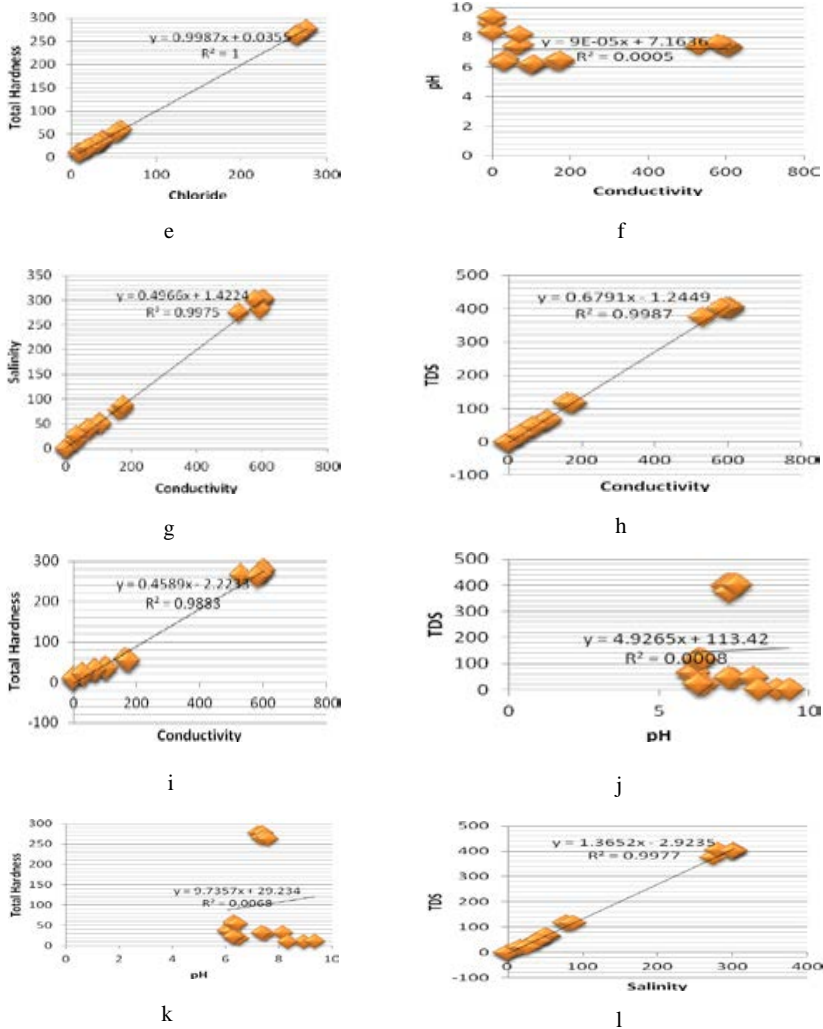 300
250
200
150
100
50
0
Total Hardness
y = 0.9987x + 0.0355
R² = 1
0 100 200 300
Chloride
e
10
8
6
4
2
0
pH
y = 9E-05x + 7.1636
R² = 0.0005
0 200 400 600 800
Conductivity
f
350
300
250
200
150
100
50
0
Salinity
y = 0.4966x + 1.4224
R² = 0.9975
0 200 400 600 800
Conductivity
g
500
400
300
200
100
0
-100
TDS
y = 0.6791x - 1.2449
R² = 0.9987
0 200 400 600 800
Conductivity
h
300
200
100
0
-100
Total Hardness
y = 0.4589x - 2.2233
R² = 0.9883
0 200 400 600 800
Conductivity
i
500
400
300
200
100
0
TDS
y = 4.9265x + 113.42
R² = 0.0008
0 5 10
pH
j
300
250
200
150
100
50
0
Total Hardness
y = 9.7357x + 29.234
R² = 0.0068
0 2 4 6 8 10
pH
k
500
400
300
200
100
0
-100
TDS
y = 1.3652x - 2.9235
R² = 0.9977
0 100 200 300 400
Salinity
l